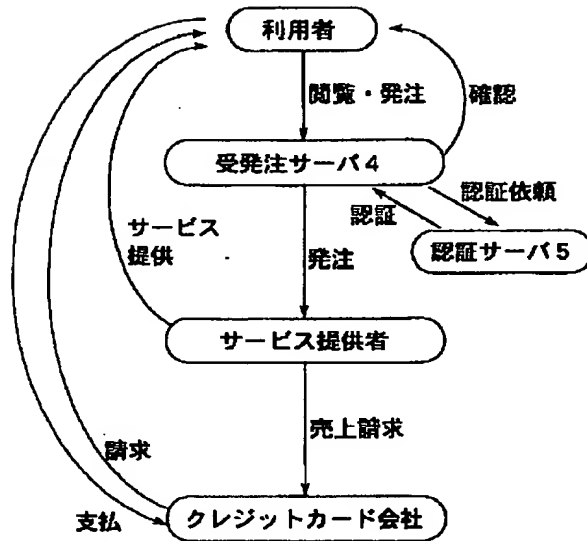 利用者
閲覧・発注
確認
受発注サーバ4
認証依頼
認証
サービス
提供
発注
認証サーバ5
サービス提供者
売上請求
請求
支払
クレジットカード会社